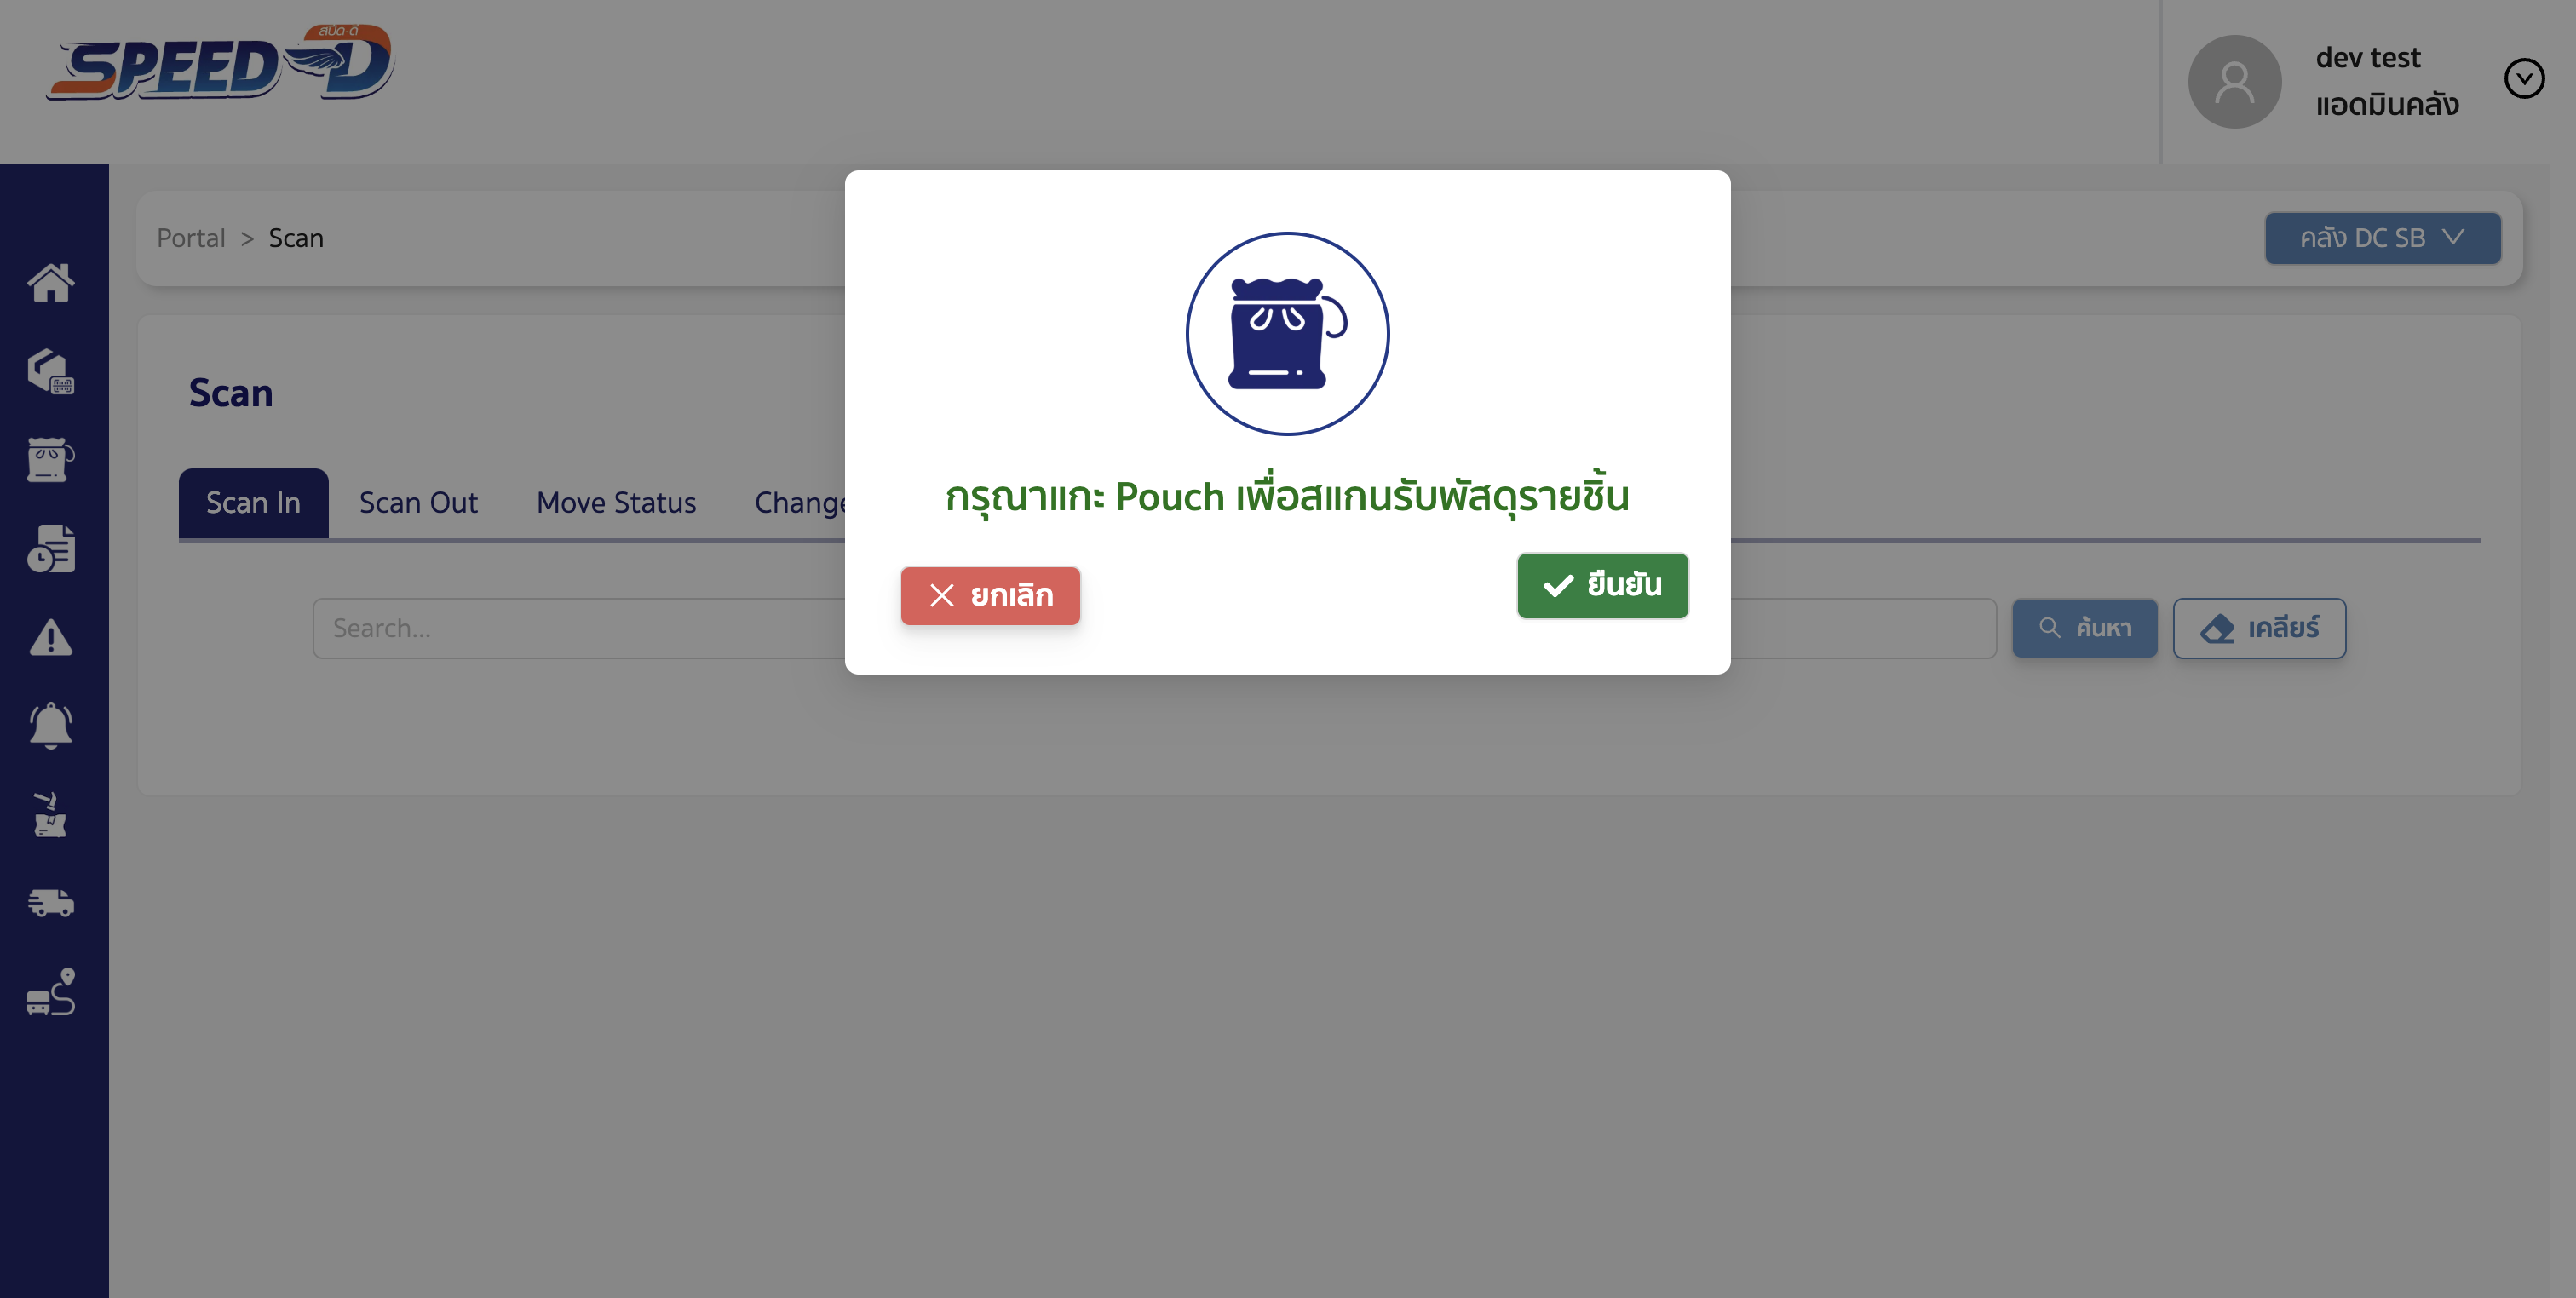 สปีด-ดี
SPEED-D
dev test
แอดมินคลัง
Portal > Scan
คลัง DC SB
Scan
Scan In
Scan Out
Move Status
Change
กรุณาแกะ Pouch เพื่อสแกนรับพัสดุรายชิ้น
ยกเลิก
ยืนยัน
Search...
ค้นหา
เคลียร์